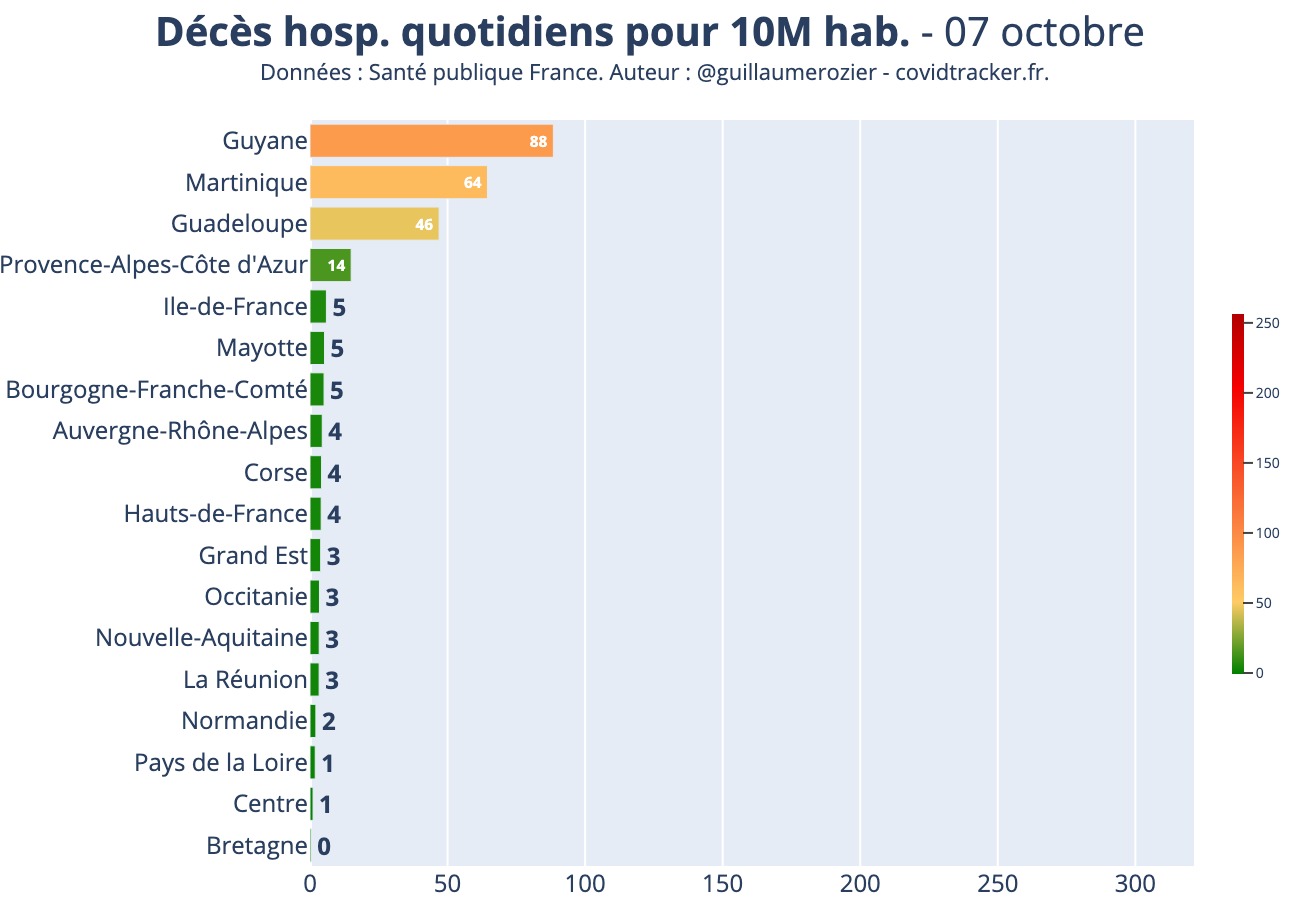 Décès hosp. quotidiens pour 10M hab. - 07 octobre
Données : Santé publique France. Auteur : @guillaumerozier - covidtracker.fr.
Guyane 88
Martinique 64
Guadeloupe 46
Provence-Alpes-Côte d'Azur 14
Ile-de-France 5
Mayotte 5
Bourgogne-Franche-Comté 5
Auvergne-Rhône-Alpes 4
Corse 4
Hauts-de-France 4
Grand Est 3
Occitanie 3
Nouvelle-Aquitaine 3
La Réunion 3
Normandie 2
Pays de la Loire 1
Centre 1
Bretagne 0
0 50 100 150 200 250 300
250
200
150
100
50
0